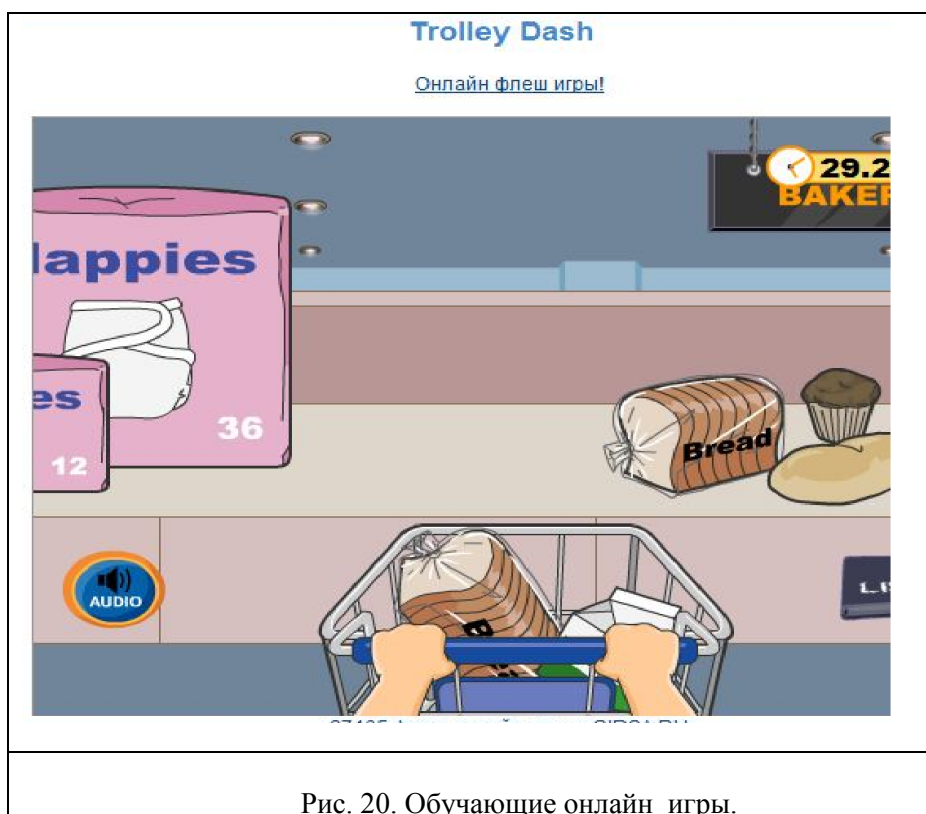 Trolley Dash
Онлайн флеш игры!
29.2
BAKER
lappies
36
es
12
Bread
AUDIO
Рис. 20. Обучающие онлайн игры.